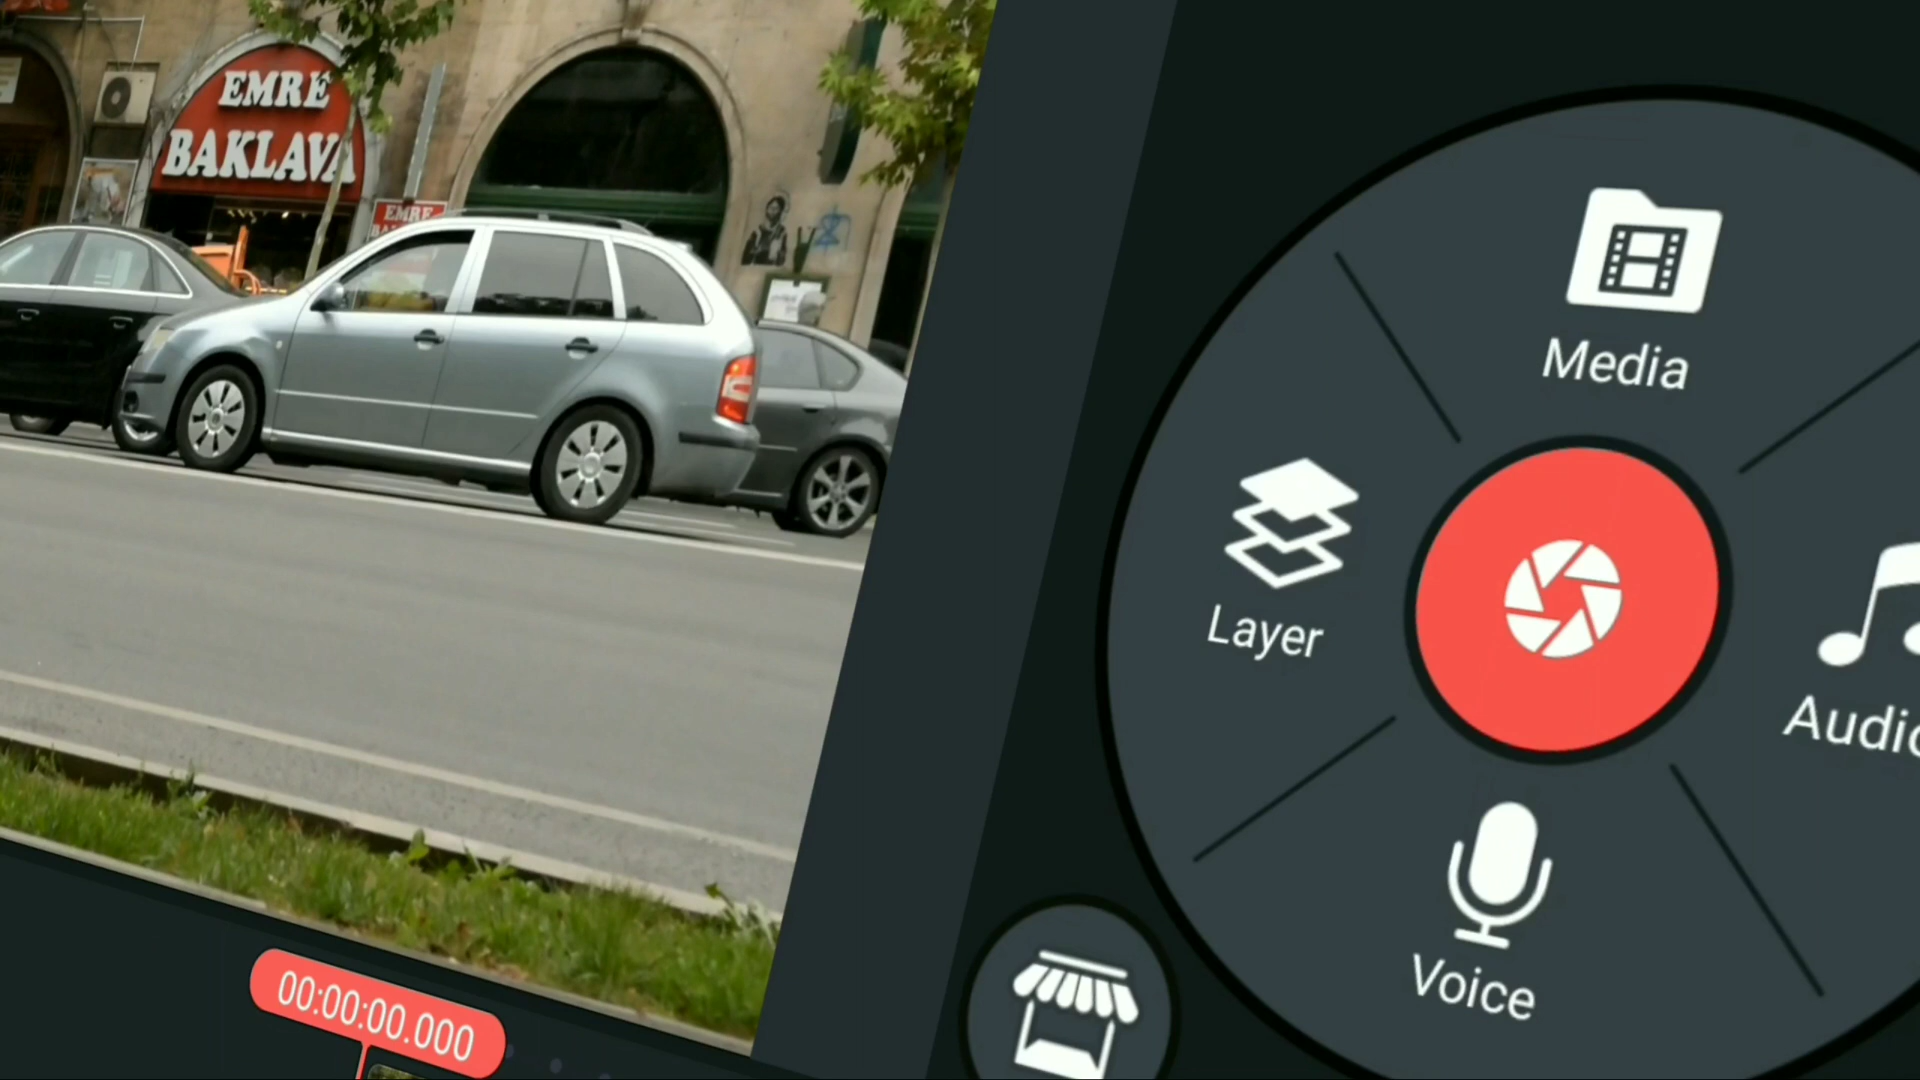 EMRE
BAKLAVA
EMRE
Media
Layer
Audio
Voice
00:00:00.000